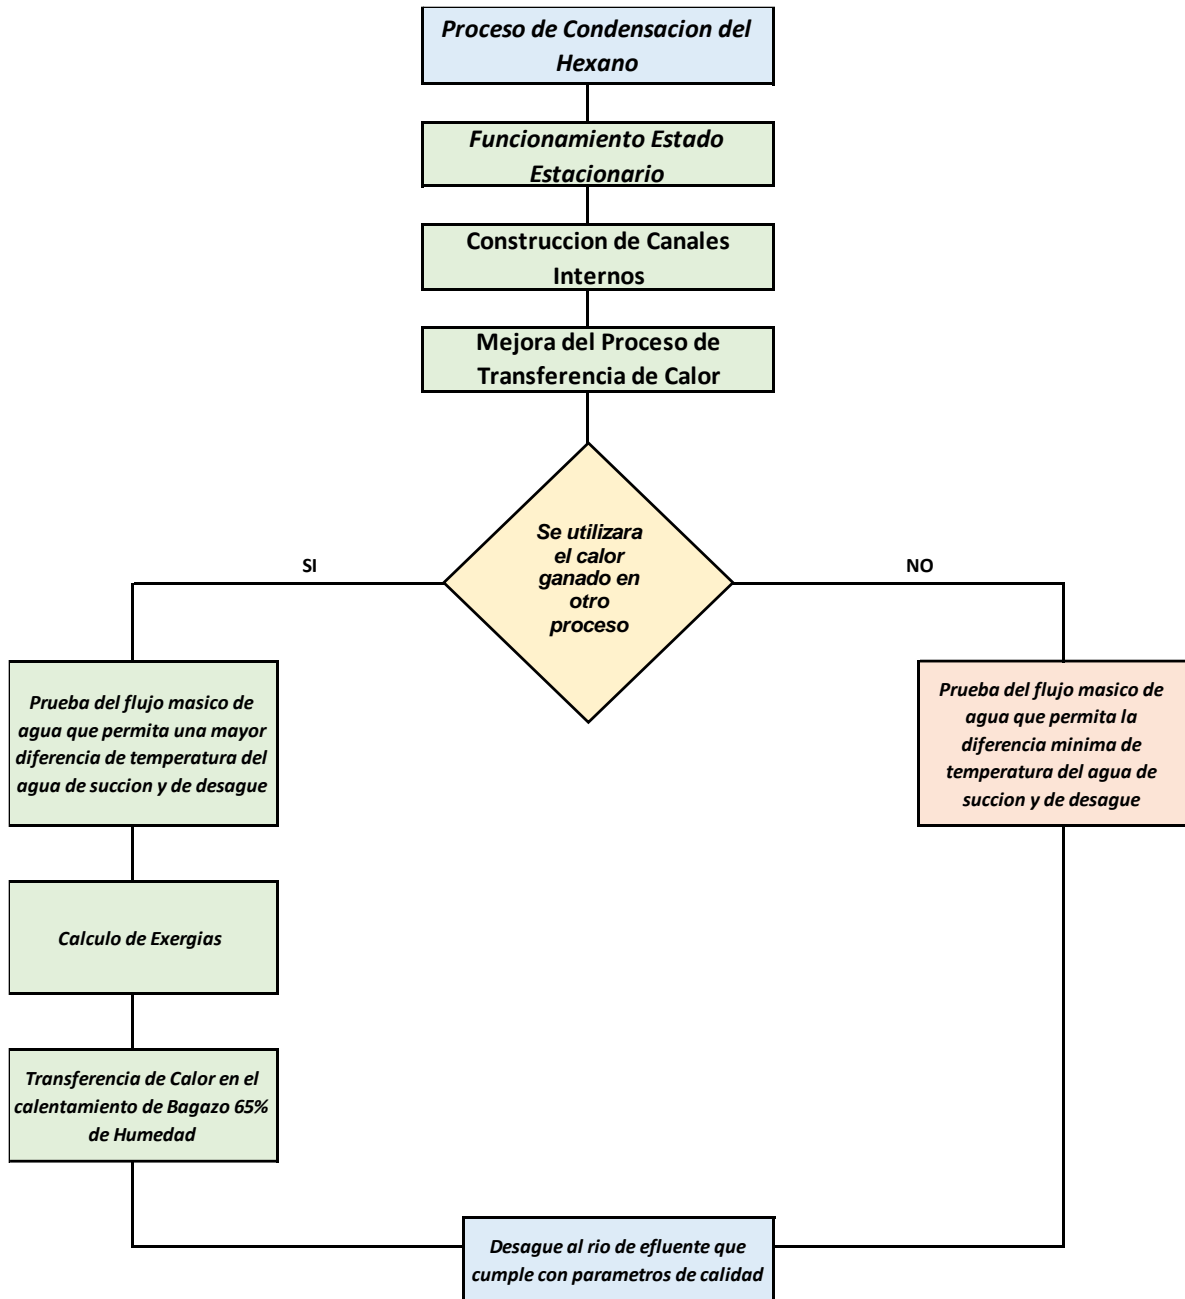 Proceso de Condensacion del
Hexano
Funcionamiento Estado
Estacionario
Construccion de Canales
Internos
Mejora del Proceso de
Transferencia de Calor
Se utilizara
el calor
ganado en
otro
proceso
SI
NO
Prueba del flujo masico de
agua que permita una mayor
diferencia de temperatura del
agua de succion y de desague
Prueba del flujo masico de
agua que permita la
diferencia minima de
temperatura del agua de
succion y de desague
Calculo de Exergias
Transferencia de Calor en el
calentamiento de Bagazo 65%
de Humedad
Desague al rio de efluente que
cumple con parametros de calidad